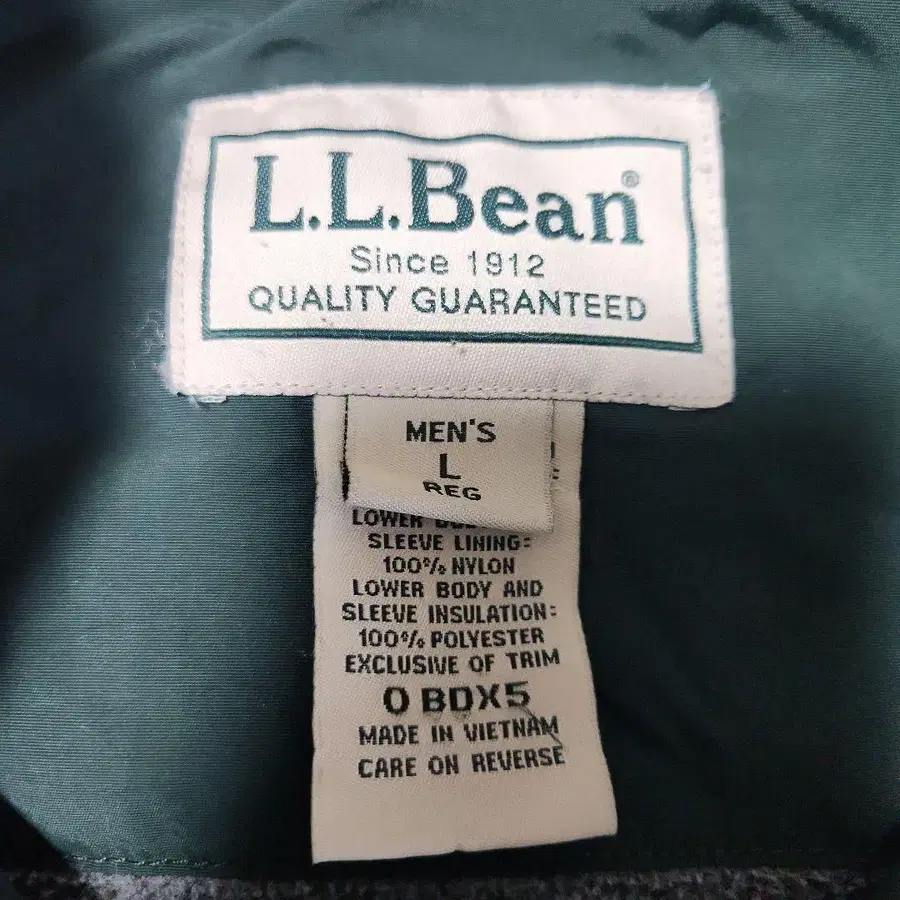 L.L.Bean®
Since 1912
QUALITY GUARANTEED
MEN'S
L
REG
LOWER
SLEEVE LINING:
100% NYLON
LOWER BODY AND
SLEEVE INSULATION:
100% POLYESTER
EXCLUSIVE OF TRIM
0 BDX5
MADE IN VIETNAM
CARE ON REVERSE